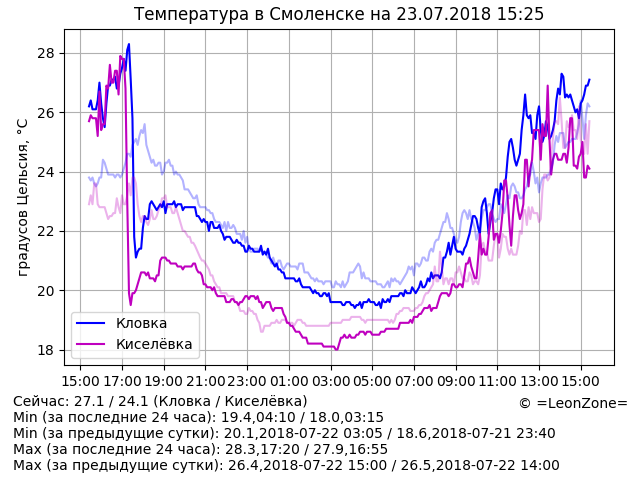 Температура в Смоленске на 23.07.2018 15:25
градусов Цельсия, °C
28
26
24
22
20
18
Кловка
Киселёвка
15:00 17:00 19:00 21:00 23:00 01:00 03:00 05:00 07:00 09:00 11:00 13:00 15:00
Сейчас: 27.1 / 24.1 (Кловка / Киселёвка)
© =LeonZone=
Min (за последние 24 часа): 19.4,04:10 / 18.0,03:15
Min (за предыдущие сутки): 20.1,2018-07-22 03:05 / 18.6,2018-07-21 23:40
Max (за последние 24 часа): 28.3,17:20 / 27.9,16:55
Max (за предыдущие сутки): 26.4,2018-07-22 15:00 / 26.5,2018-07-22 14:00